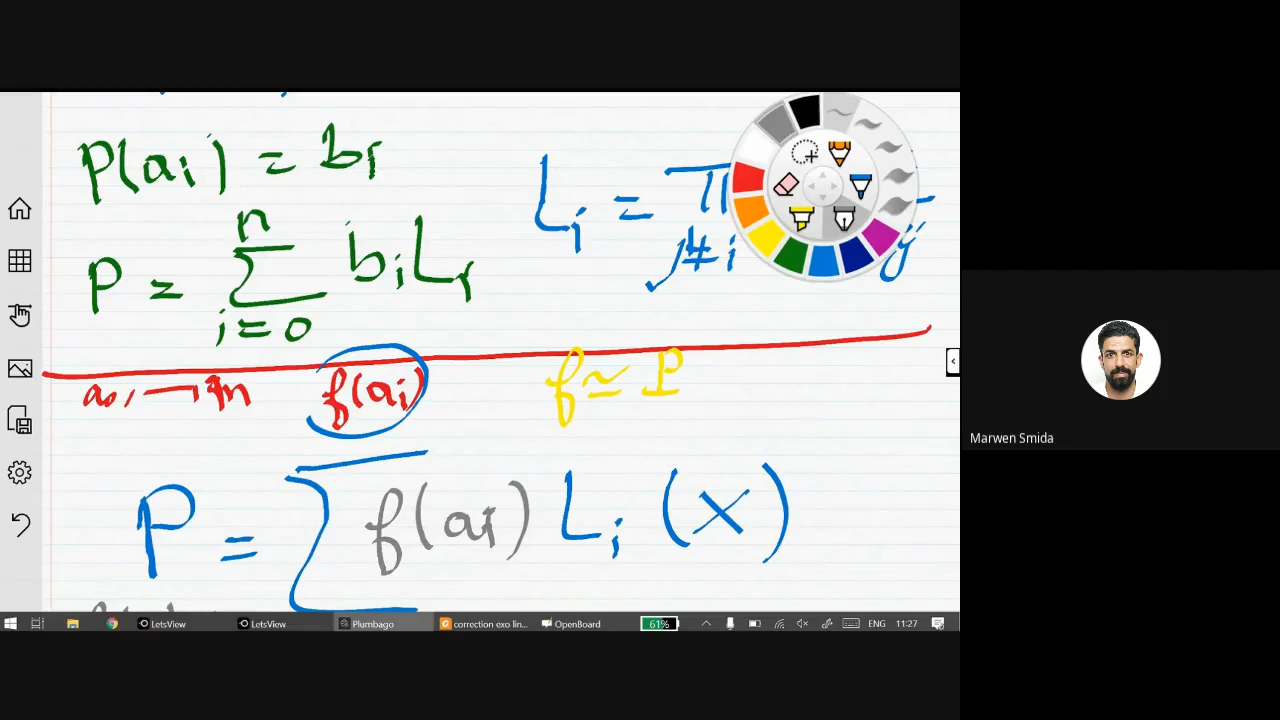 P(ai) = bi
Li = Π
j≠i
n
P = Σ bi Li
i=0
a0, → an f(ai) f ≃ P
P = Σ f(ai) Li (X)
Marwen Smida
LetsView LetsView Plumbago correction exo lin... OpenBoard 61% ENG 11:27